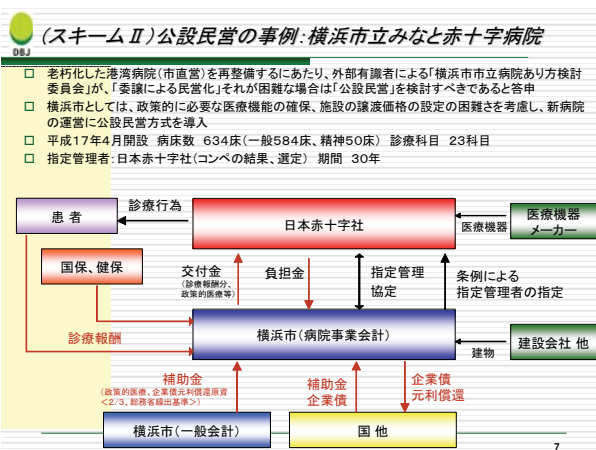 DBJ
(スキームⅡ)公設民営の事例:横浜市立みなと赤十字病院
□ 老朽化した港湾病院(市直営)を再整備するにあたり、外部有識者による「横浜市市立病院あり方検討
委員会」が、「委譲による民営化」それが困難な場合は「公設民営」を検討すべきであると答申
□ 横浜市としては、政策的に必要な医療機能の確保、施設の譲渡価格の設定の困難さを考慮し、新病院
の運営に公設民営方式を導入
□ 平成17年4月開設 病床数 634床(一般584床、精神50床) 診療科目 23科目
□ 指定管理者:日本赤十字社(コンペの結果、選定) 期間 30年
患者
診療行為
日本赤十字社
医療機器
医療機器
メーカー
国保、健保
交付金
(診療報酬分、
政策的医療等)
負担金
指定管理
協定
条例による
指定管理者の指定
診療報酬
横浜市(病院事業会計)
建物
建設会社 他
補助金
(政策的医療、企業債元利償還原資
<2/3、総務省繰出基準>)
補助金
企業債
企業債
元利償還
横浜市(一般会計)
国 他
7